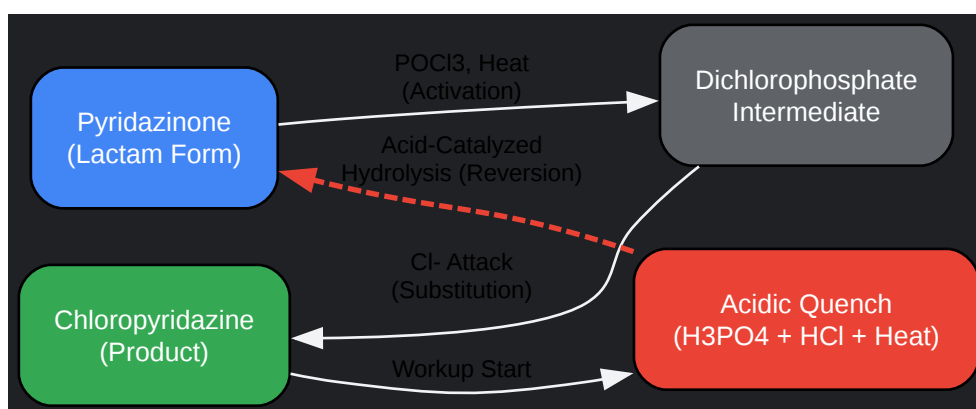 POCl3, Heat
(Activation)
Dichlorophosphate
Intermediate
Pyridazinone
(Lactam Form)
Acid-Catalyzed
Hydrolysis (Reversion)
Cl- Attack
(Substitution)
Acidic Quench
(H3PO4 + HCl + Heat)
Chloropyridazine
(Product)
Workup Start